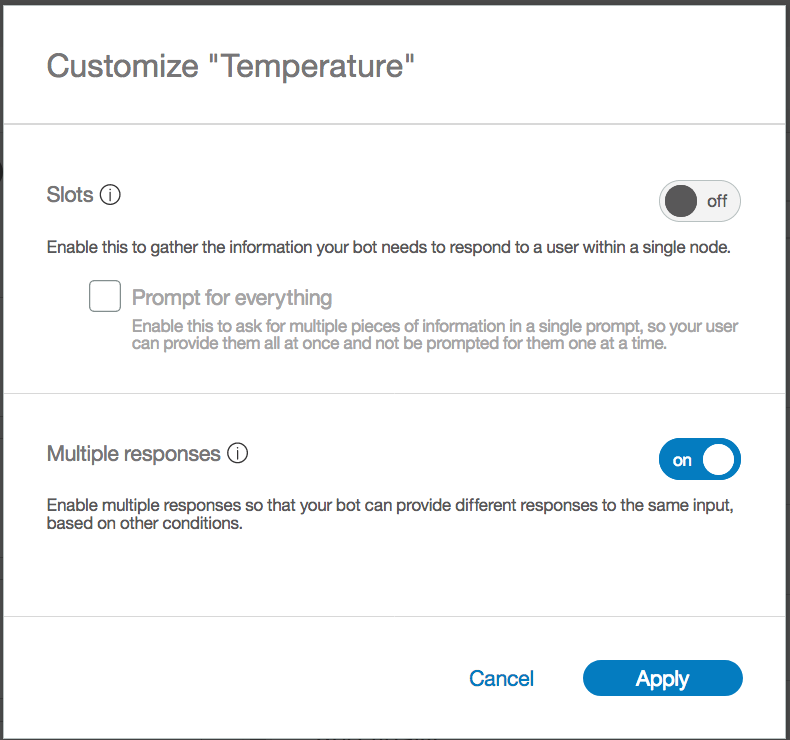 Customize "Temperature"
Slots
off
Enable this to gather the information your bot needs to respond to a user within a single node.
Prompt for everything
Enable this to ask for multiple pieces of information in a single prompt, so your user
can provide them all at once and not be prompted for them one at a time.
Multiple responses
on
Enable multiple responses so that your bot can provide different responses to the same input,
based on other conditions.
Cancel
Apply